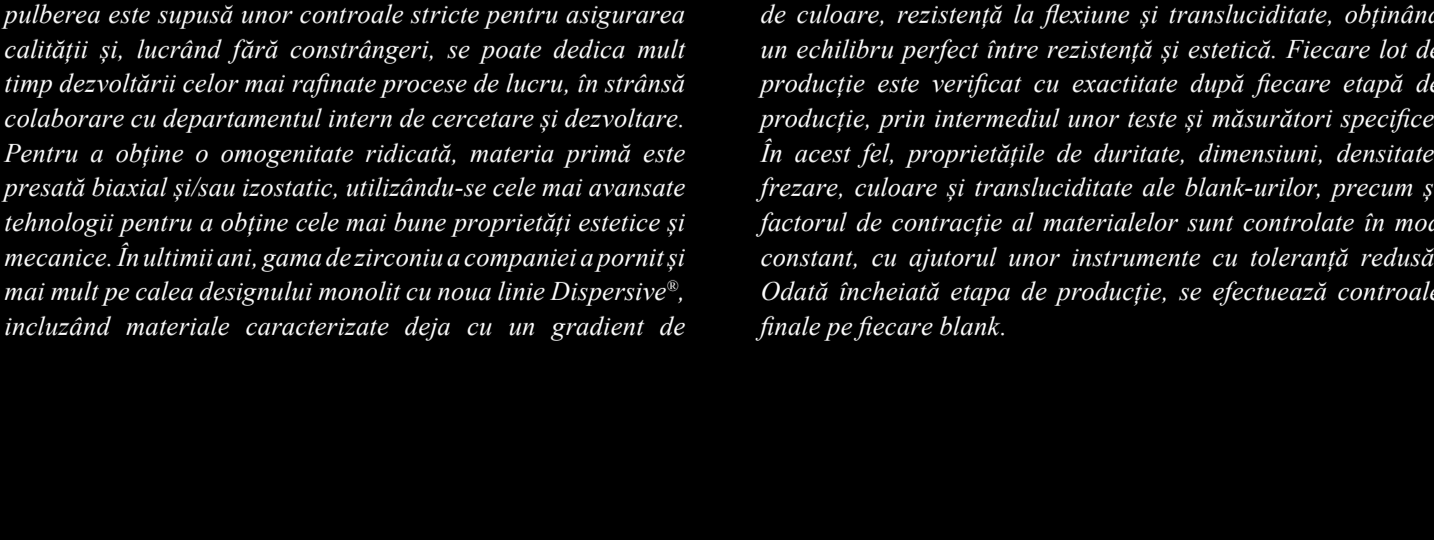 pulberea este supusă unor controale stricte pentru asigurarea
calității și, lucrând fără constrângeri, se poate dedica mult
timp dezvoltării celor mai rafinate procese de lucru, în strânsă
colaborare cu departamentul intern de cercetare și dezvoltare.
Pentru a obține o omogenitate ridicată, materia primă este
presată biaxial și/sau izostatic, utilizându-se cele mai avansate
tehnologii pentru a obține cele mai bune proprietăți estetice și
mecanice. În ultimii ani, gama de zirconiu a companiei a pornit și
mai mult pe calea designului monolit cu noua linie Dispersive®,
incluzând materiale caracterizate deja cu un gradient de
de culoare, rezistență la flexiune și transluciditate, obținând
un echilibru perfect între rezistență și estetică. Fiecare lot de
producție este verificat cu exactitate după fiecare etapă de
producție, prin intermediul unor teste și măsurători specifice
În acest fel, proprietățile de duritate, dimensiuni, densitate
frezare, culoare și transluciditate ale blank-urilor, precum și
factorul de contracție al materialelor sunt controlate în mod
constant, cu ajutorul unor instrumente cu toleranță redusă
Odată încheiată etapa de producție, se efectuează controale
finale pe fiecare blank.